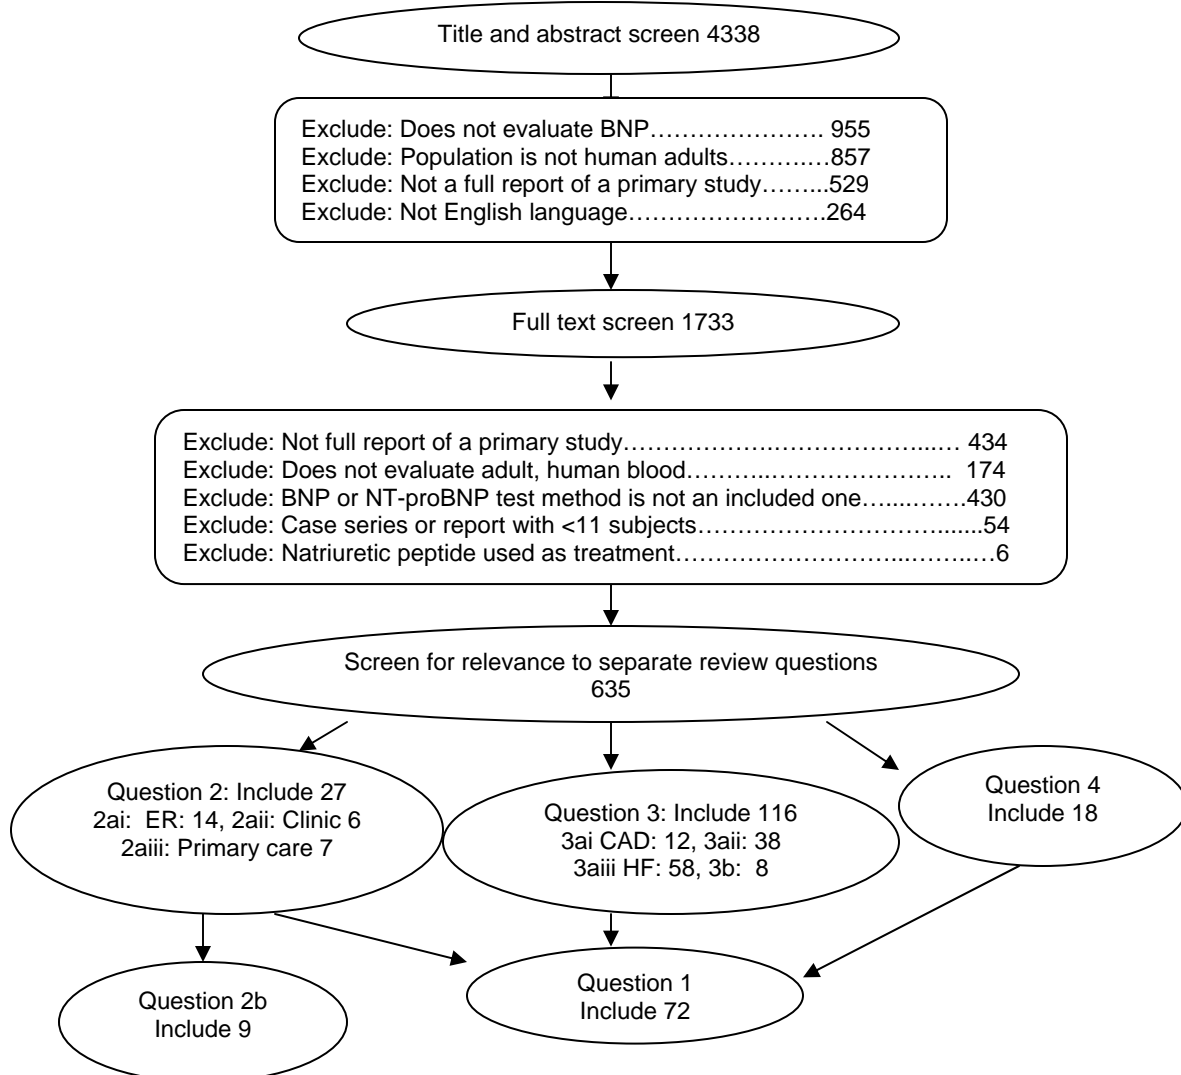 Title and abstract screen 4338
Exclude: Does not evaluate BNP…………………. 955
Exclude: Population is not human adults……….…857
Exclude: Not a full report of a primary study……...529
Exclude: Not English language…………………….264
Full text screen 1733
Exclude: Not full report of a primary study………………..………………...… 434
Exclude: Does not evaluate adult, human blood………..…………………….. 174
Exclude: BNP or NT-proBNP test method is not an included one…....…….430
Exclude: Case series or report with <11 subjects……………………….......54
Exclude: Natriuretic peptide used as treatment…………………...……..…6
Screen for relevance to separate review questions
635
Question 2: Include 27
2ai: ER: 14, 2aii: Clinic 6
2aiii: Primary care 7
Question 3: Include 116
3ai CAD: 12, 3aii: 38
3aiii HF: 58, 3b: 8
Question 4
Include 18
Question 2b
Include 9
Question 1
Include 72